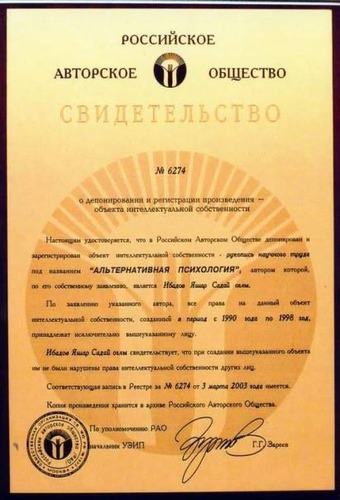 РОССИЙСКОЕ
АВТОРСКОЕ ОБЩЕСТВО
СВИДЕТЕЛЬСТВО
№ 6274
о депонировании и регистрации произведения –
объекта интеллектуальной собственности
Настоящим удостоверяется, что в Российском Авторском Обществе депонирован и
зарегистрирован объект интеллектуальной собственности - рукопись научного труда
под названием "АЛЬТЕРНАТИВНАЯ ПСИХОЛОГИЯ", автором которой,
по его собственному заявлению, является Ибадов Яшар Садай оглы.
По заявлению указанного автора, все права на данный объект
интеллектуальной собственности, созданный в период с 1990 года по 1998 год,
принадлежат исключительно вышеуказанному лицу.
Ибадов Яшар Садай оглы свидетельствует, что при создании вышеуказанного объекта
им не были нарушены права интеллектуальной собственности других лиц.
Соответствующая запись в Реестре за № 6274 от 3 марта 2003 года имеется.
Копия произведения хранится в архиве Российского Авторского Общества.
По уполномочию РАО
начальник УЭИП Г.Г. Зареев